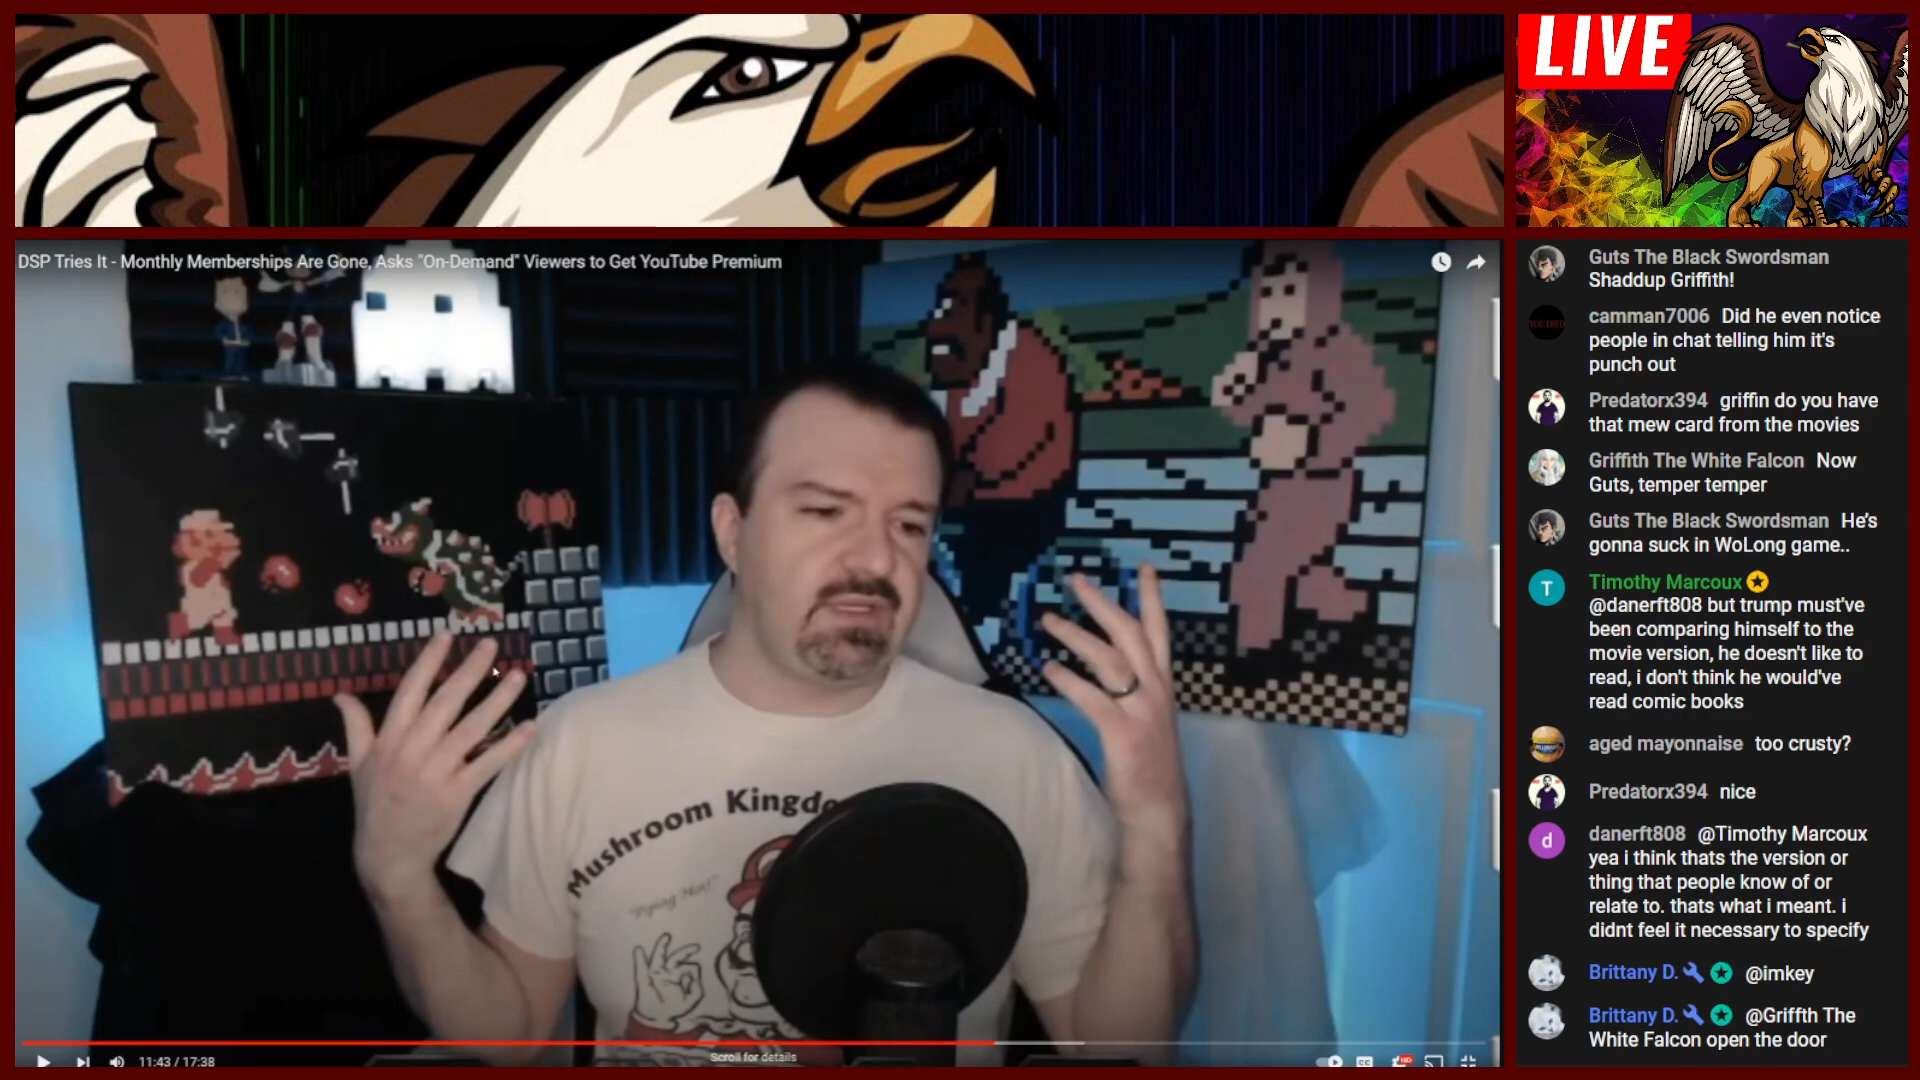 LIVE
DSP Tries It - Monthly Memberships Are Gone, Asks "On-Demand" Viewers to Get YouTube Premium
Mushroom Kingdo
"Piping Hot!"
11:43 / 17:38
Scroll for details
CC
HD
Guts The Black Swordsman
Shaddup Griffith!
YOU DIED
camman7006 Did he even notice
people in chat telling him it's
punch out
Predatorx394 griffin do you have
that mew card from the movies
Griffith The White Falcon Now
Guts, temper temper
Guts The Black Swordsman He's
gonna suck in WoLong game..
T
Timothy Marcoux
@danerft808 but trump must've
been comparing himself to the
movie version, he doesn't like to
read, i don't think he would've
read comic books
aged mayonnaise too crusty?
Predatorx394 nice
d
danerft808 @Timothy Marcoux
yea i think thats the version or
thing that people know of or
relate to. thats what i meant. i
didnt feel it necessary to specify
Brittany D. @imkey
Brittany D. @Griffth The
White Falcon open the door